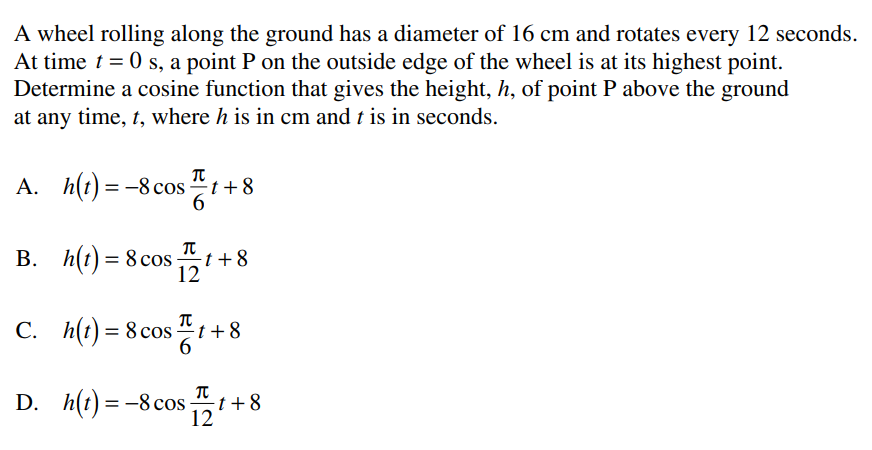 A wheel rolling along the ground has a diameter of 16 cm and rotates every 12 seconds.
At time t = 0 s, a point P on the outside edge of the wheel is at its highest point.
Determine a cosine function that gives the height, h, of point P above the ground
at any time, t, where h is in cm and t is in seconds.
A. h(t) = −8 cos π/6 t + 8
B. h(t) = 8 cos π/12 t + 8
C. h(t) = 8 cos π/6 t + 8
D. h(t) = −8 cos π/12 t + 8